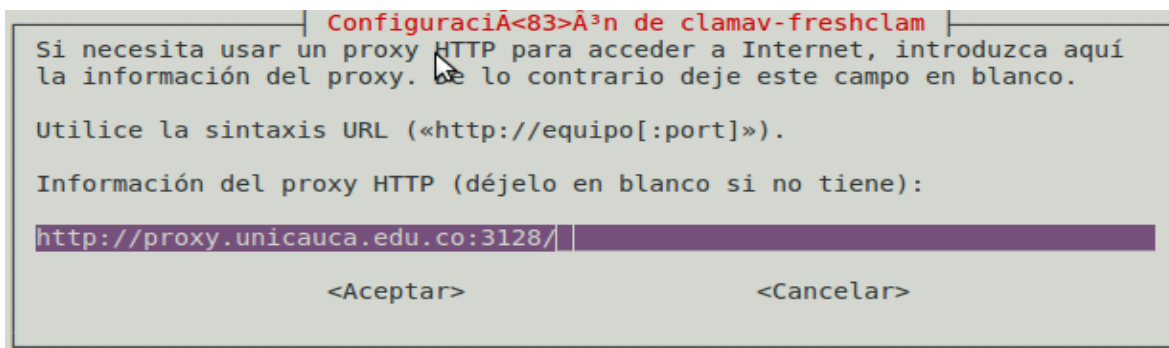 ConfiguraciÃ<83>Â³n de clamav-freshclam
Si necesita usar un proxy HTTP para acceder a Internet, introduzca aquí
la información del proxy. De lo contrario deje este campo en blanco.
Utilice la sintaxis URL («http://equipo[:port]»).
Información del proxy HTTP (déjelo en blanco si no tiene):
http://proxy.unicauca.edu.co:3128/
<Aceptar> <Cancelar>